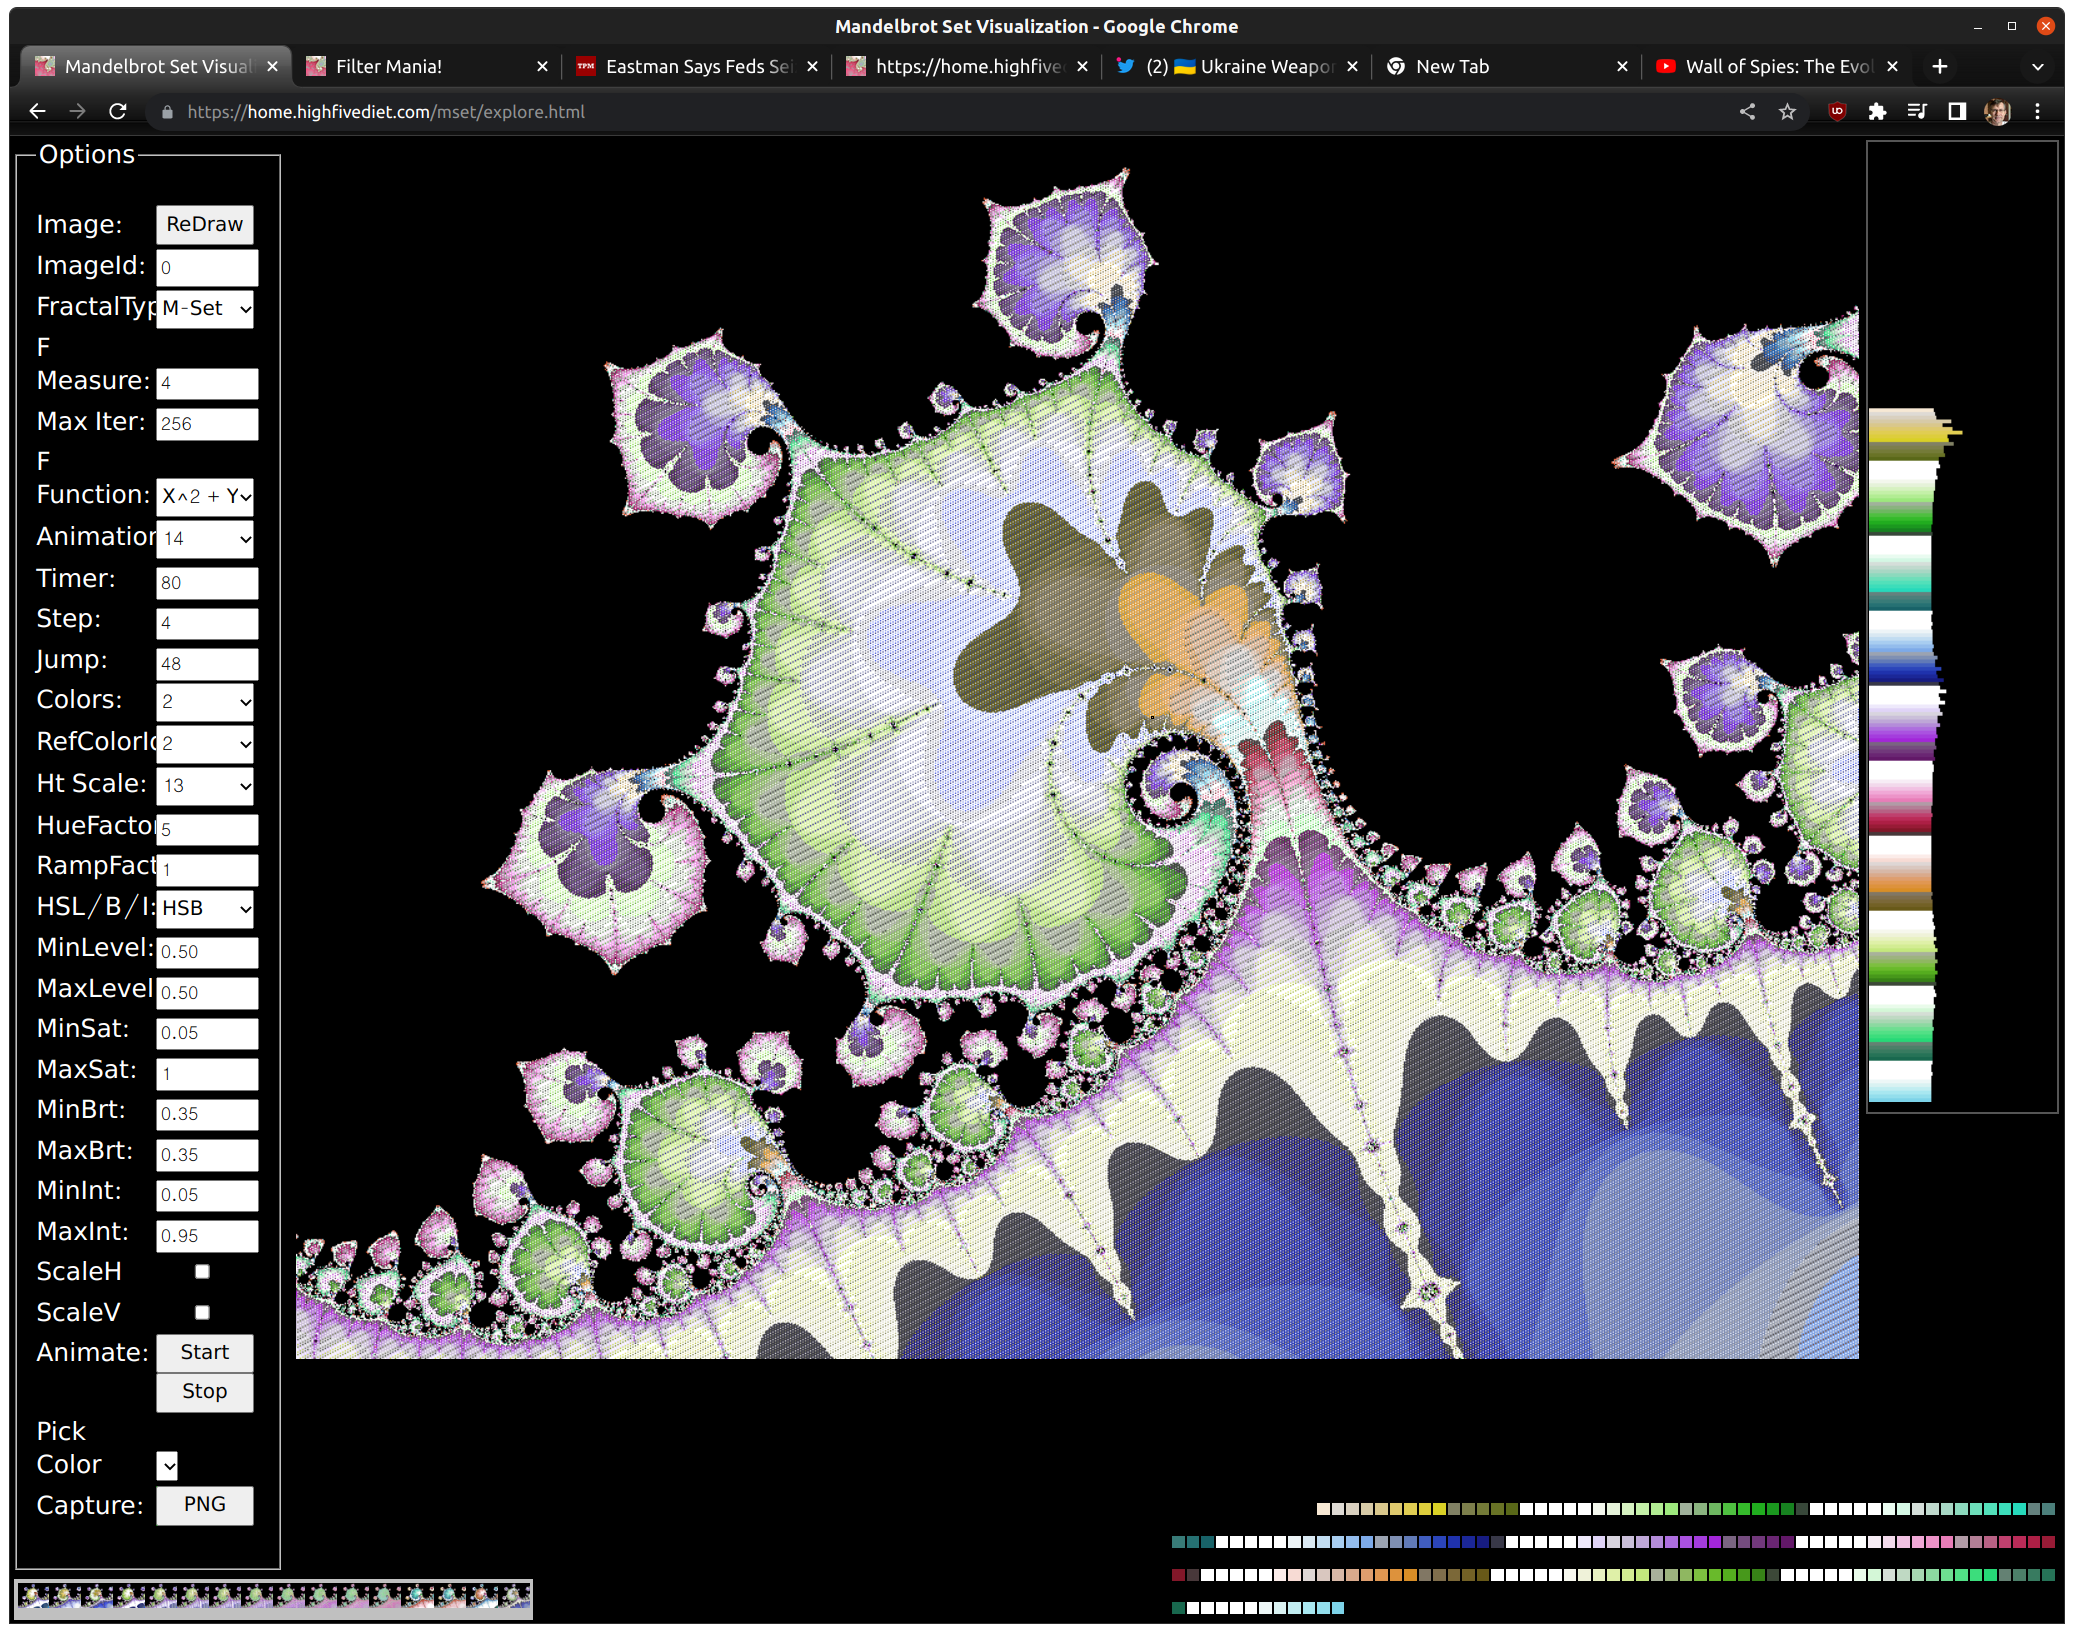 Mandelbrot Set Visualization - Google Chrome
Mandelbrot Set Visual
Filter Mania!
TPM Eastman Says Feds Sei
https://home.highfive
(2) 🇺🇦 Ukraine Weapon
New Tab
Wall of Spies: The Evol
https://home.highfivediet.com/mset/explore.html
Options
Image: ReDraw
ImageId: 0
FractalTyp M-Set
F
Measure: 4
Max Iter: 256
F
Function: X^2 + Y
Animation 14
Timer: 80
Step: 4
Jump: 48
Colors: 2
RefColorId 2
Ht Scale: 13
HueFactor 5
RampFact 1
HSL/B/I: HSB
MinLevel: 0.50
MaxLevel 0.50
MinSat: 0.05
MaxSat: 1
MinBrt: 0.35
MaxBrt: 0.35
MinInt: 0.05
MaxInt: 0.95
ScaleH
ScaleV
Animate: Start
Stop
Pick
Color
Capture: PNG